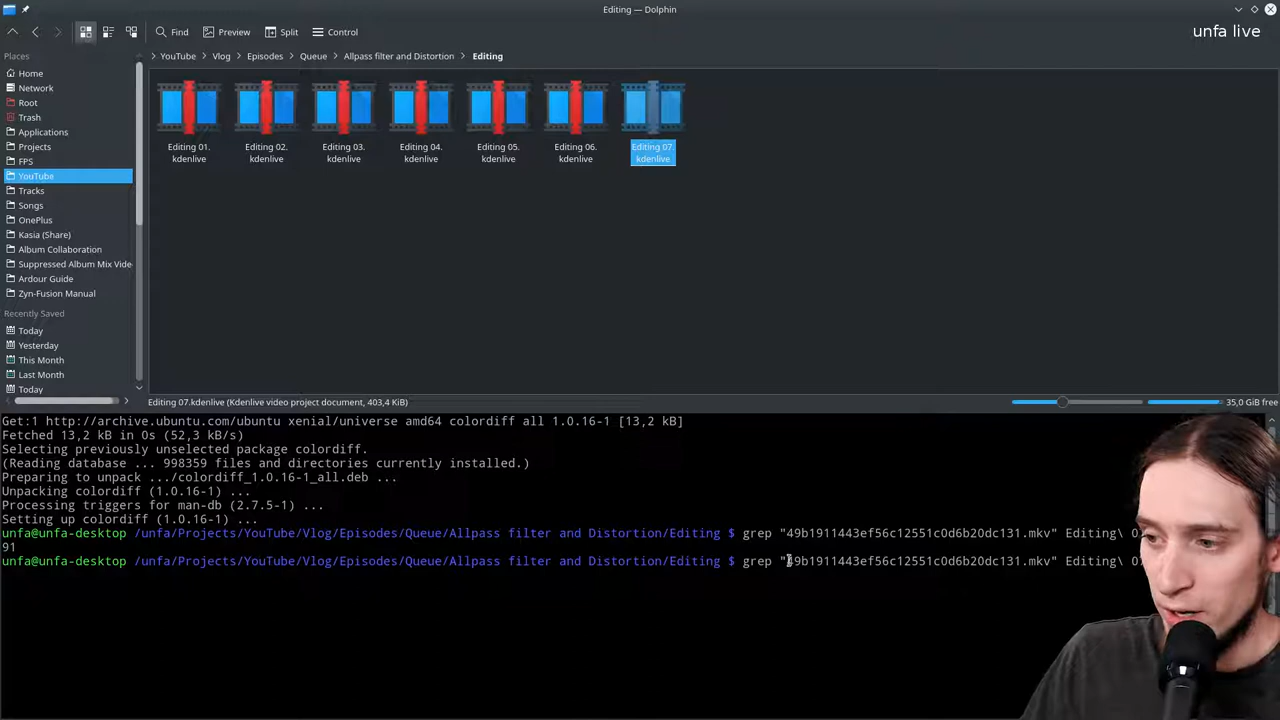 Editing — Dolphin
Find
Preview
Split
Control
unfa live
Places
YouTube
Vlog
Episodes
Queue
Allpass filter and Distortion
Editing
Home
Network
Root
Trash
Applications
Projects
FPS
YouTube
Tracks
Songs
OnePlus
Kasia (Share)
Album Collaboration
Suppressed Album Mix Vide
Ardour Guide
Zyn-Fusion Manual
Recently Saved
Today
Yesterday
This Month
Last Month
Today
Editing 01.
kdenlive
Editing 02.
kdenlive
Editing 03.
kdenlive
Editing 04.
kdenlive
Editing 05.
kdenlive
Editing 06.
kdenlive
Editing 07.
kdenlive
Editing 07.kdenlive (Kdenlive video project document, 403,4 KiB)
35,0 GiB free
Get:1 http://archive.ubuntu.com/ubuntu xenial/universe amd64 colordiff all 1.0.16-1 [13,2 kB]
Fetched 13,2 kB in 0s (52,3 kB/s)
Selecting previously unselected package colordiff.
(Reading database ... 998359 files and directories currently installed.)
Preparing to unpack .../colordiff_1.0.16-1_all.deb ...
Unpacking colordiff (1.0.16-1) ...
Processing triggers for man-db (2.7.5-1) ...
Setting up colordiff (1.0.16-1) ...
unfa@unfa-desktop /unfa/Projects/YouTube/Vlog/Episodes/Queue/Allpass filter and Distortion/Editing $ grep "49b1911443ef56c12551c0d6b20dc131.mkv" Editing\ 0
91
unfa@unfa-desktop /unfa/Projects/YouTube/Vlog/Episodes/Queue/Allpass filter and Distortion/Editing $ grep "49b1911443ef56c12551c0d6b20dc131.mkv" Editing\ 0